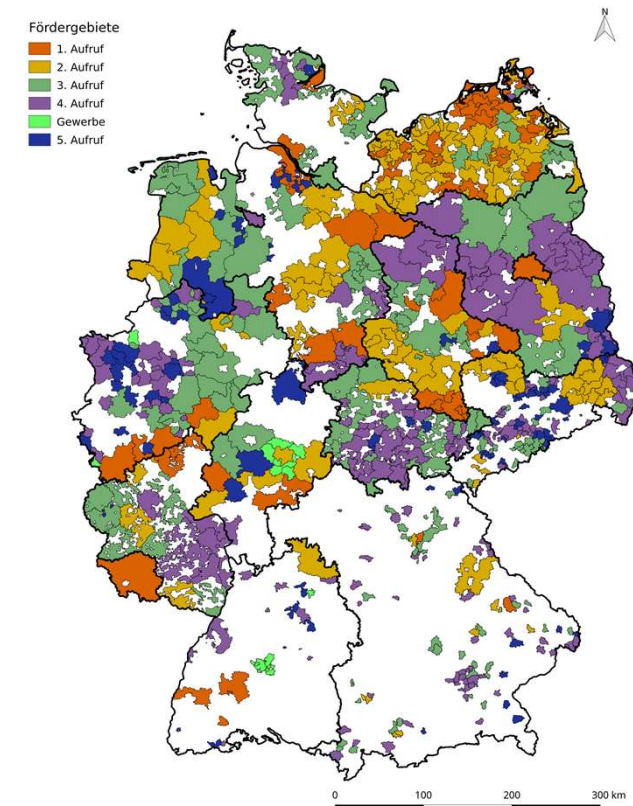 Fördergebiete
1. Aufruf
2. Aufruf
3. Aufruf
4. Aufruf
Gewerbe
5. Aufruf
N
0 100 200 300 km